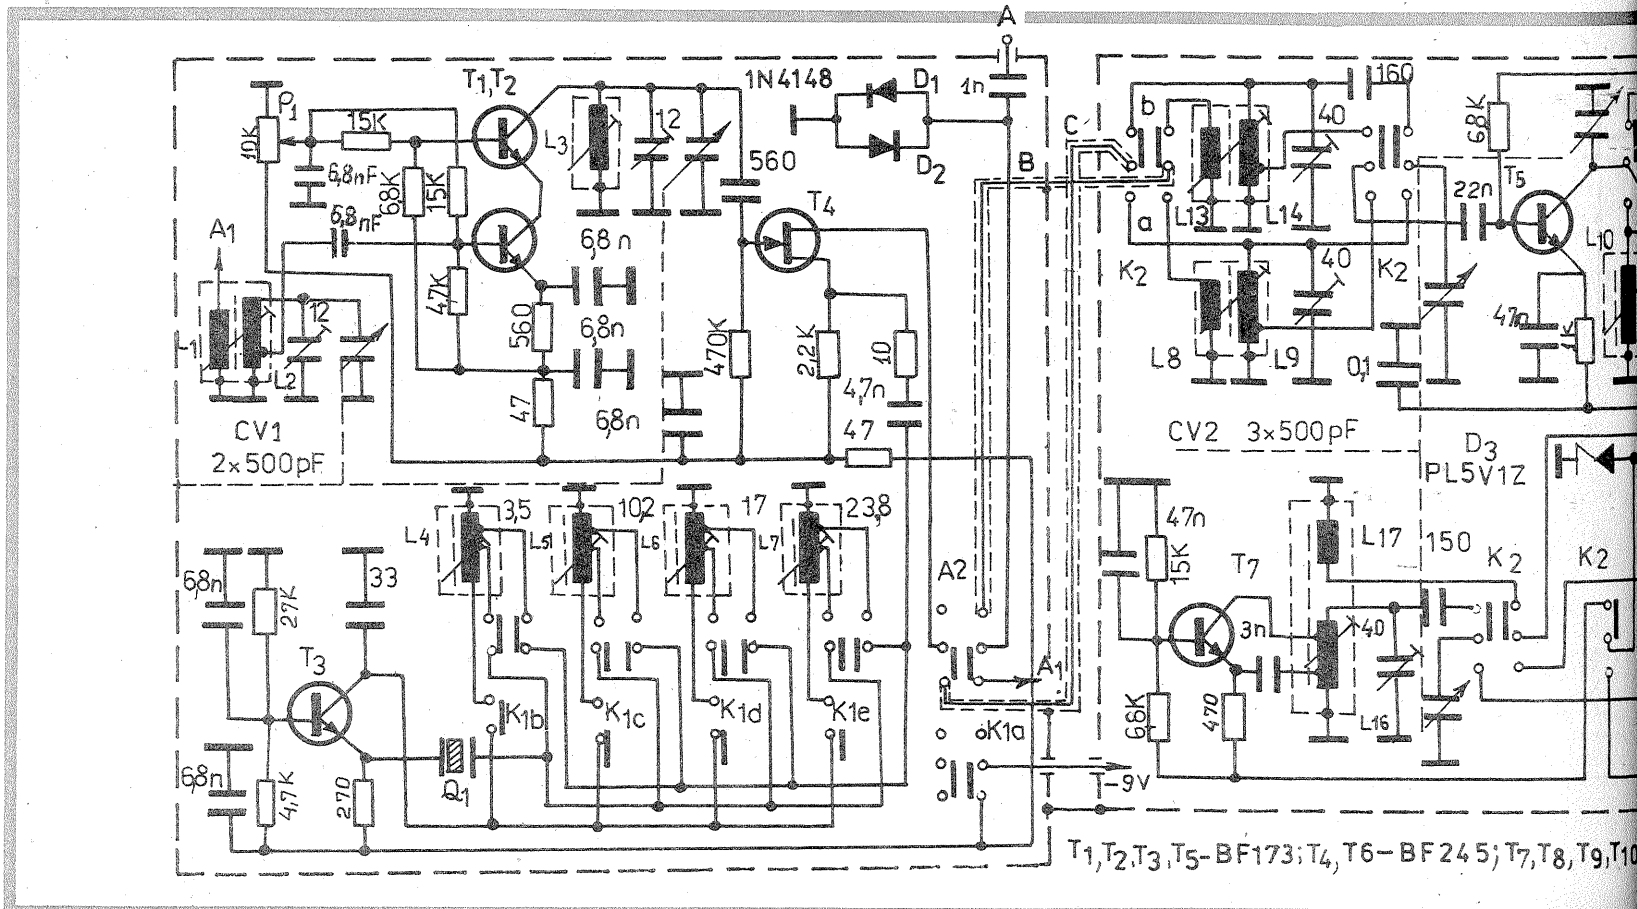 A
T1,T2
1N4148
D1
1n
160
P1
15K
10K
L3
12
b
40
C
68K
6,8nF
68K
15K
560
D2
B
T4
T5
22n
6,8nF
A1
L13
L14
6,8n
a
L10
K2
40
K2
4,7K
12
560
6,8n
470K
2,2K
10
47n
1K
L2
L8
L9
0,1
47
6,8n
4,7n
47
CV1
2x500pF
CV2 3x500pF
D3
PL5V1Z
3,5
10,2
17
23,8
L4
L5
L6
L7
47n
L17
150
K2
K2
6,8n
33
27K
A2
15K
T7
3n
40
T3
A1
K1b
K1c
K1d
K1e
K1a
68K
470
L16
6,8n
4,7K
270
Q1
-9V
T1,T2,T3,T5-BF173;T4,T6-BF245;T7,T8,T9,T10